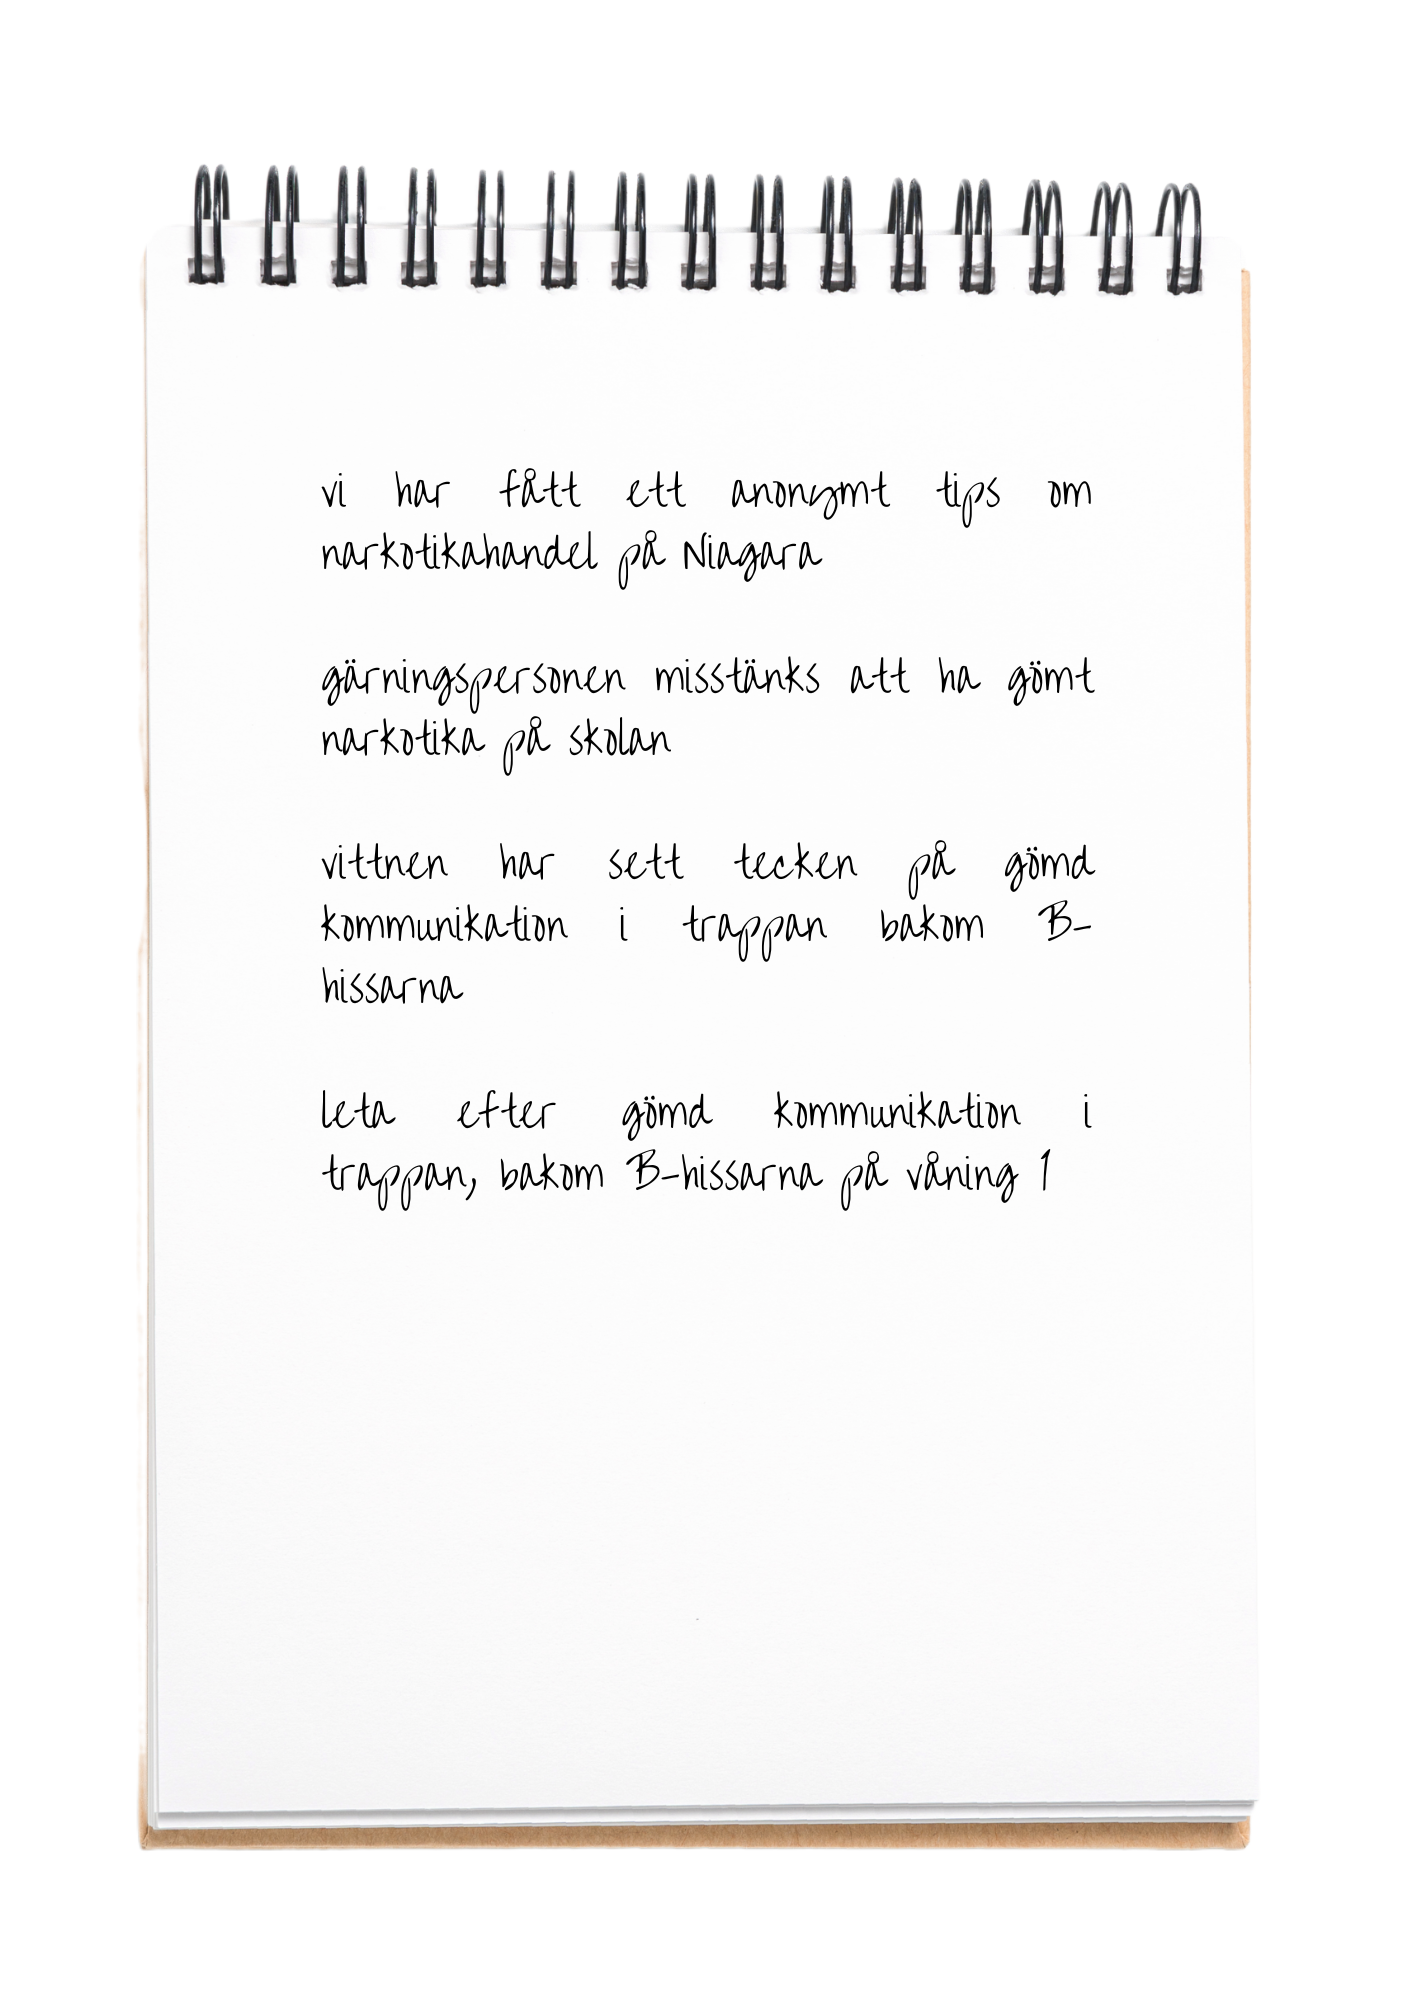 vi har fått ett anonymt tips om
narkotikahandel på Niagara
gärningspersonen misstänks att ha gömt
narkotika på skolan
vittnen har sett tecken på gömd
kommunikation i trappan bakom B-
hissarna
leta efter gömd kommunikation i
trappan, bakom B-hissarna på våning 1